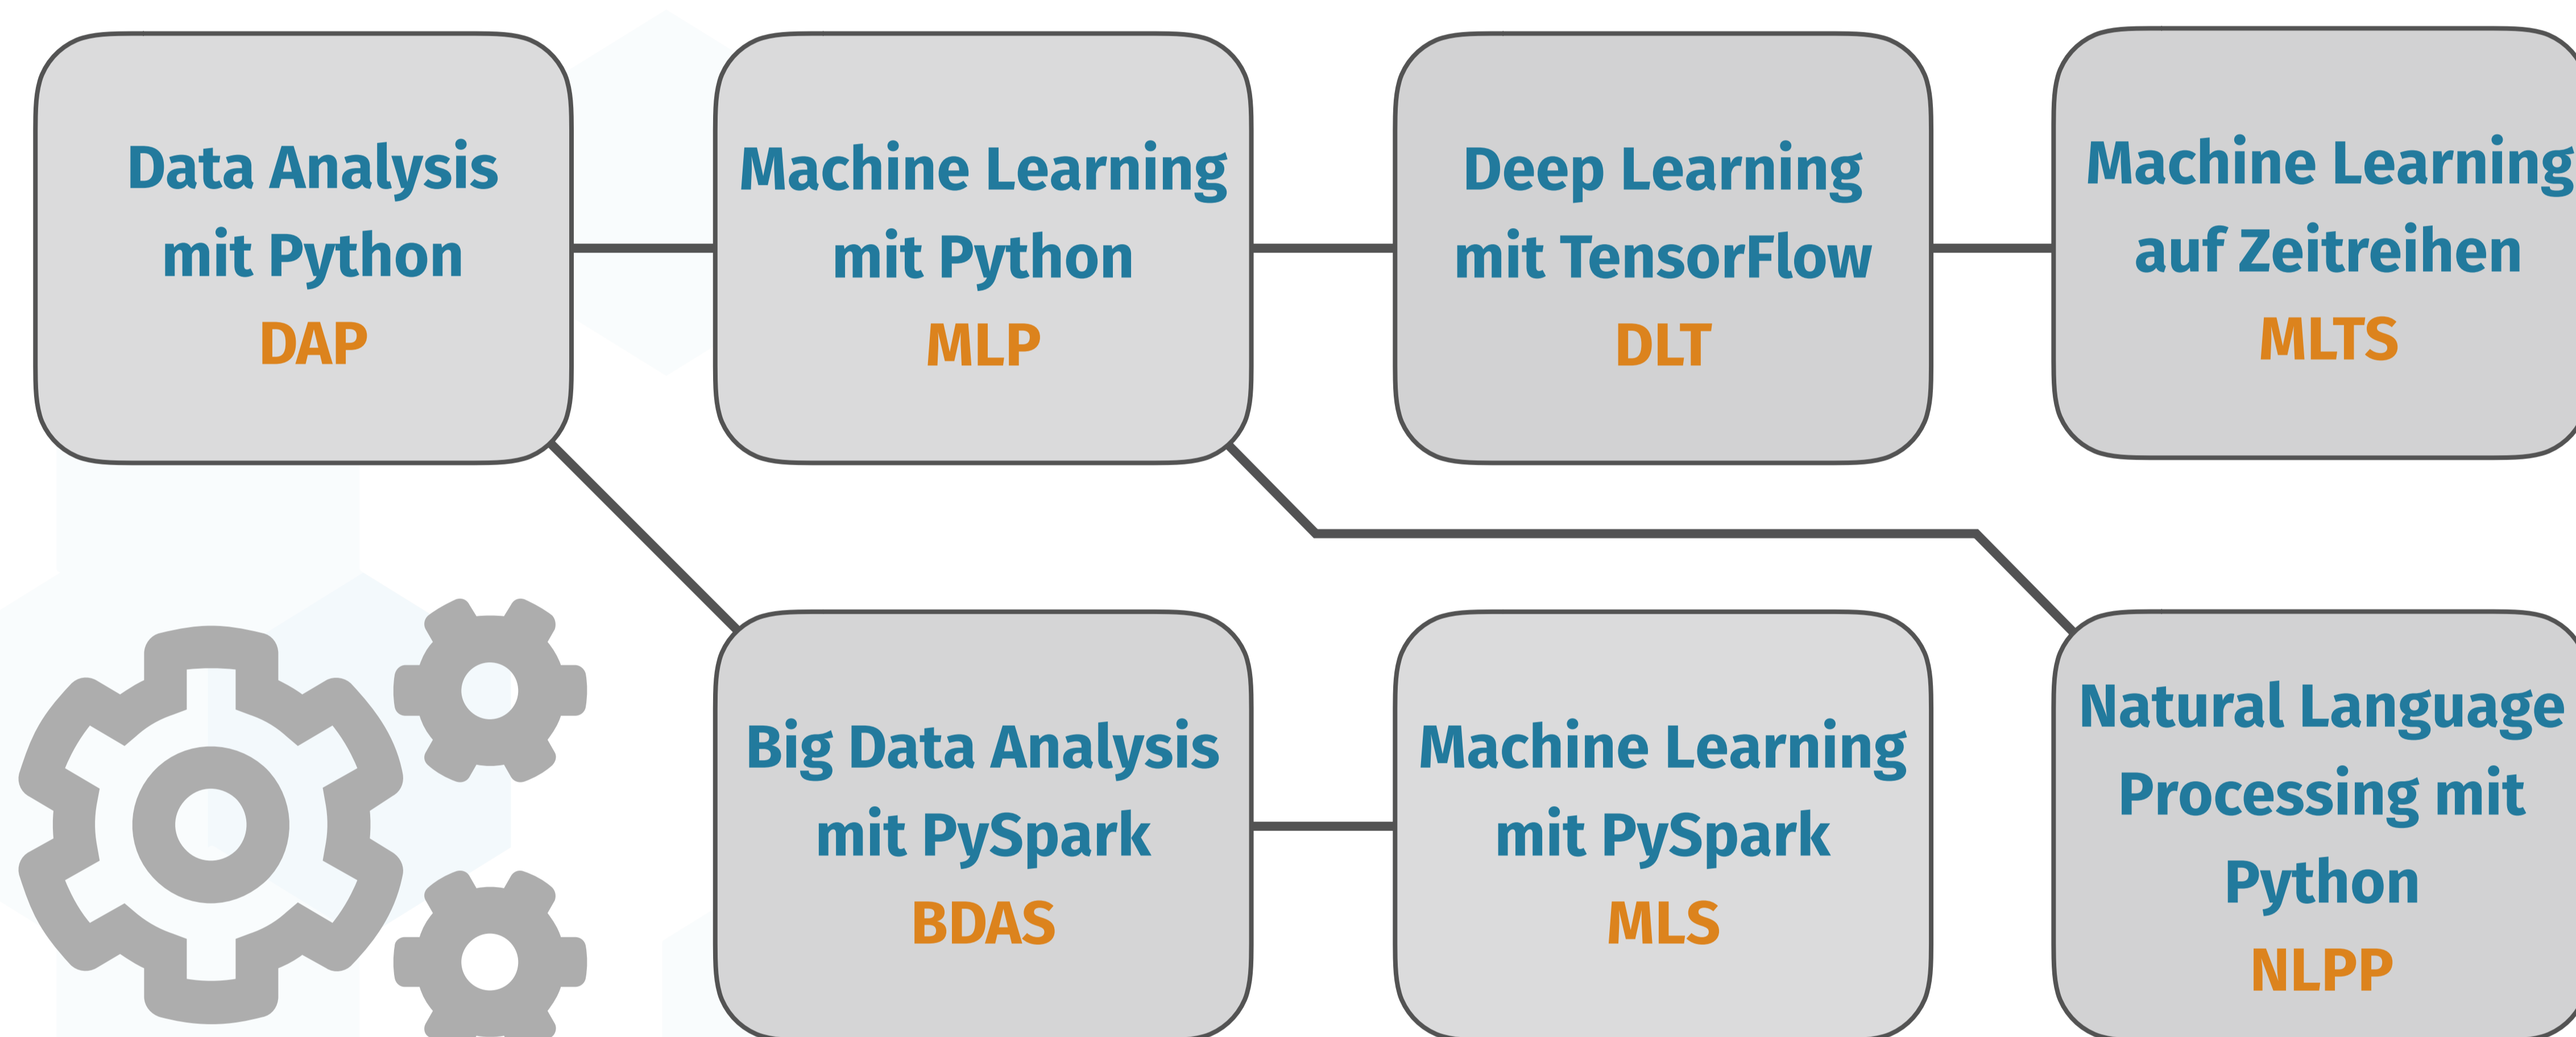 Data Analysis
mit Python
DAP
Machine Learning
mit Python
MLP
Deep Learning
mit TensorFlow
DLT
Machine Learning
auf Zeitreihen
MLTS
Big Data Analysis
mit PySpark
BDAS
Machine Learning
mit PySpark
MLS
Natural Language
Processing mit
Python
NLPP